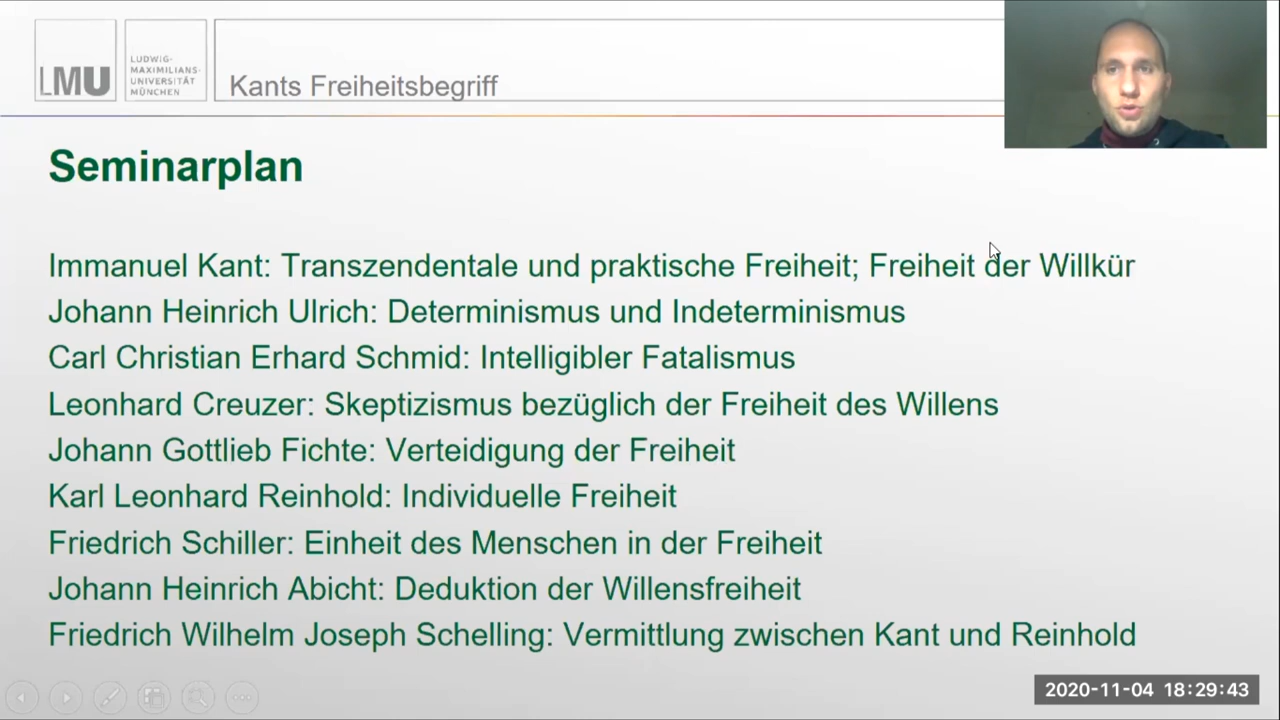 LMU
LUDWIG-
MAXIMILIANS-
UNIVERSITÄT
MÜNCHEN
Kants Freiheitsbegriff
Seminarplan
Immanuel Kant: Transzendentale und praktische Freiheit; Freiheit der Willkür
Johann Heinrich Ulrich: Determinismus und Indeterminismus
Carl Christian Erhard Schmid: Intelligibler Fatalismus
Leonhard Creuzer: Skeptizismus bezüglich der Freiheit des Willens
Johann Gottlieb Fichte: Verteidigung der Freiheit
Karl Leonhard Reinhold: Individuelle Freiheit
Friedrich Schiller: Einheit des Menschen in der Freiheit
Johann Heinrich Abicht: Deduktion der Willensfreiheit
Friedrich Wilhelm Joseph Schelling: Vermittlung zwischen Kant und Reinhold
2020-11-04 18:29:43